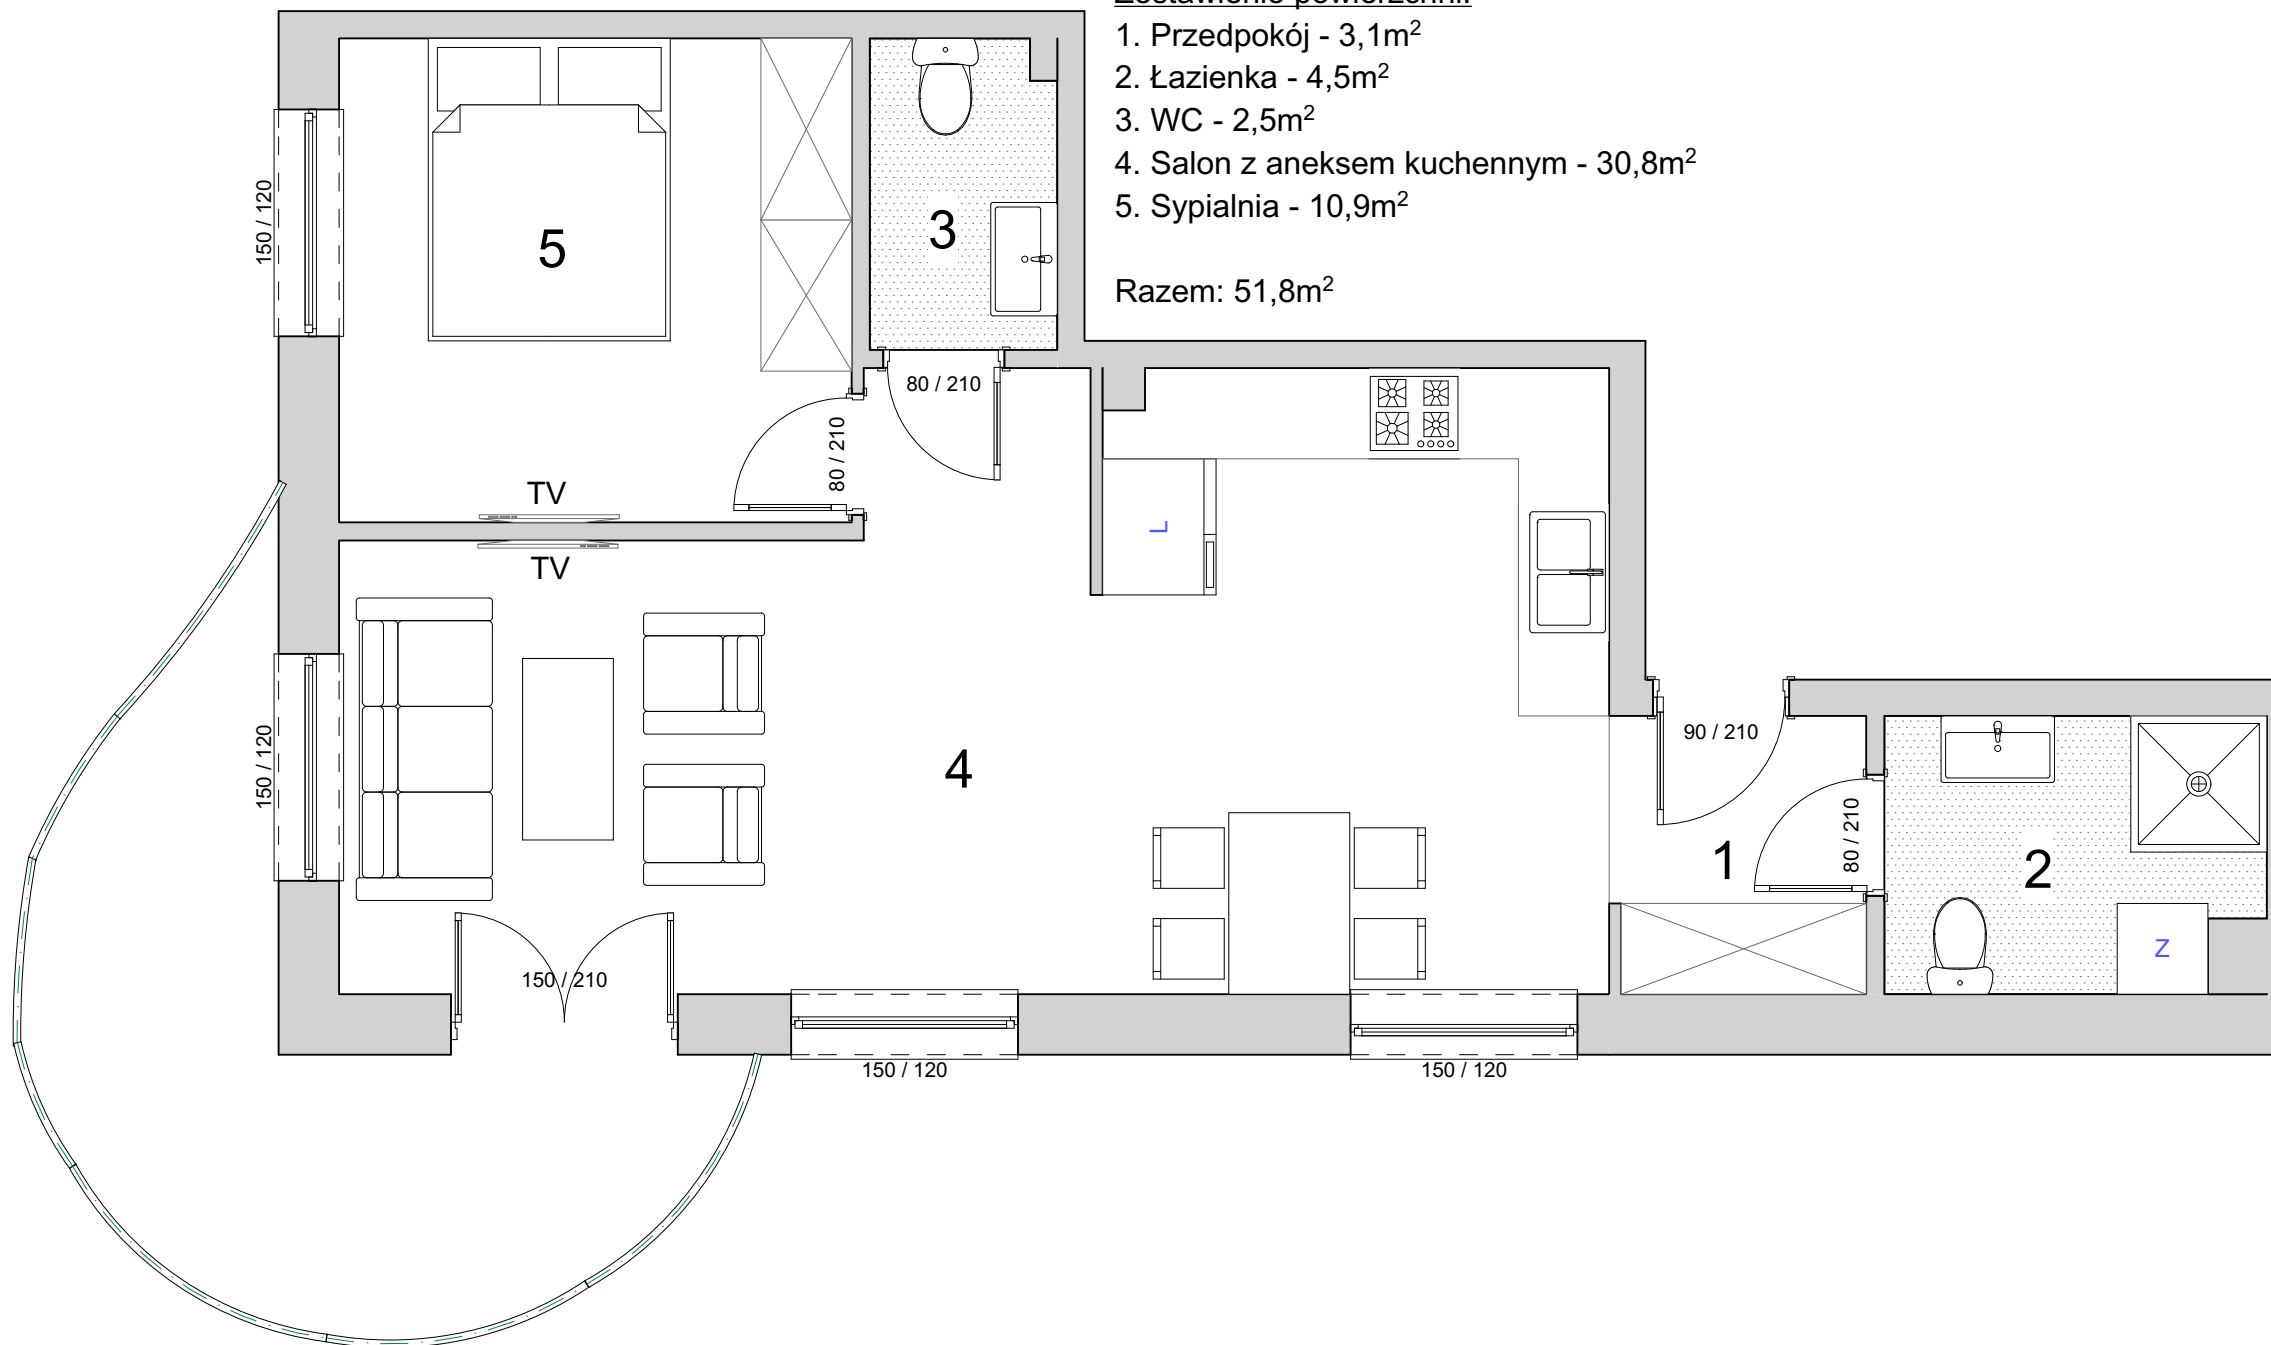 Zestawienie powierzchni:
1. Przedpokój - 3,1m²
2. Łazienka - 4,5m²
3. WC - 2,5m²
4. Salon z aneksem kuchennym - 30,8m²
5. Sypialnia - 10,9m²
Razem: 51,8m²
150 / 120
5
3
80 / 210
80 / 210
TV
TV
L
150 / 120
4
90 / 210
1
80 / 210
2
Z
150 / 210
150 / 120
150 / 120